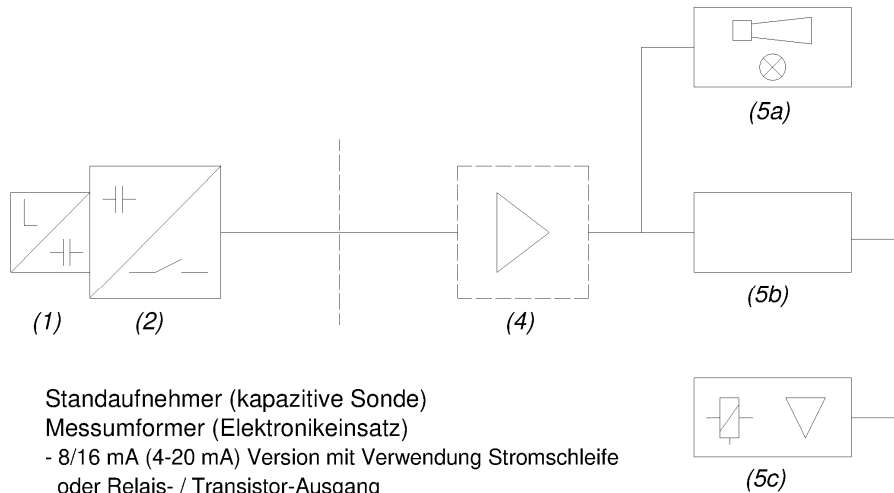 (5a)
(5b)
(1)
(2)
(4)
Standaufnehmer (kapazitive Sonde)
Messumformer (Elektronikeinsatz)
- 8/16 mA (4-20 mA) Version mit Verwendung Stromschleife
oder Relais- / Transistor-Ausgang
(5c)